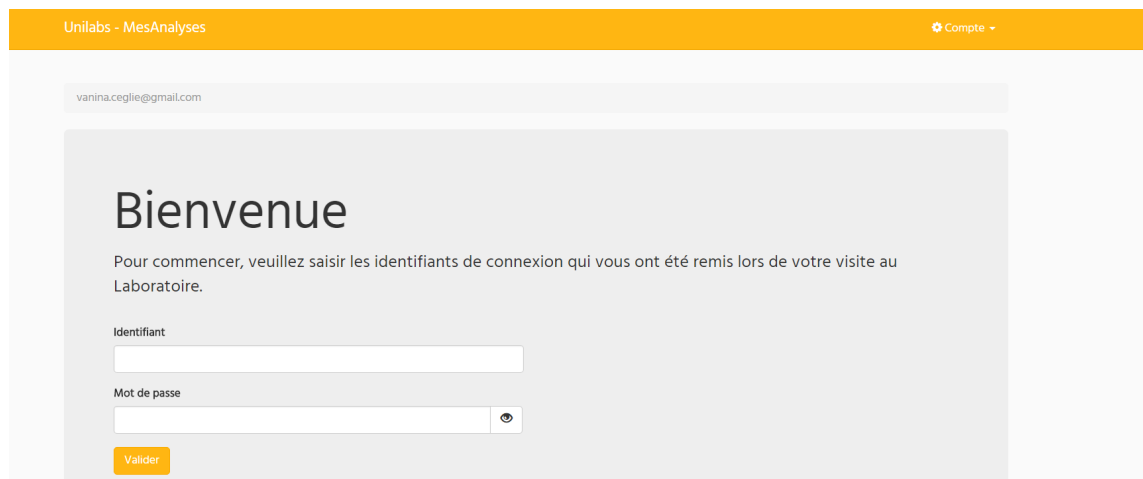 Unilabs - MesAnalyses
Compte
vanina.ceglie@gmail.com
Bienvenue
Pour commencer, veuillez saisir les identifiants de connexion qui vous ont été remis lors de votre visite au
Laboratoire.
Identifiant
Mot de passe
Valider